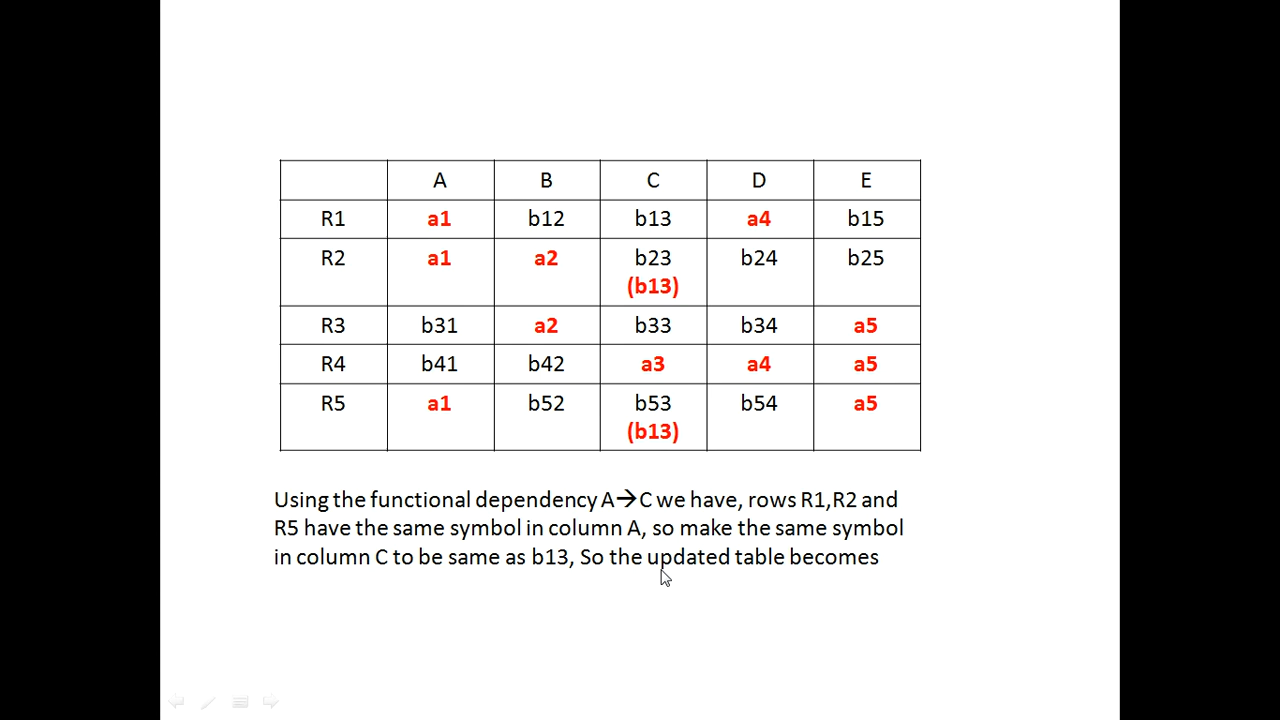 A B C D E
R1 a1 b12 b13 a4 b15
R2 a1 a2 b23 b24 b25
(b13)
R3 b31 a2 b33 b34 a5
R4 b41 b42 a3 a4 a5
R5 a1 b52 b53 b54 a5
(b13)
Using the functional dependency A→C we have, rows R1,R2 and
R5 have the same symbol in column A, so make the same symbol
in column C to be same as b13, So the updated table becomes